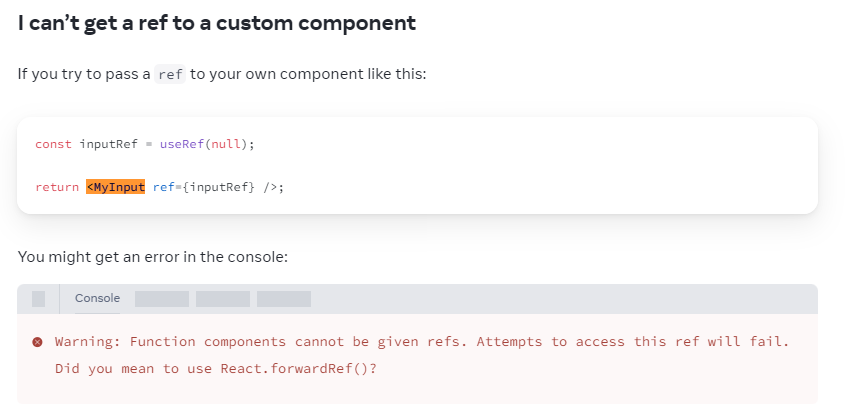 I can’t get a ref to a custom component
If you try to pass a ref to your own component like this:
const inputRef = useRef(null);
return <MyInput ref={inputRef} />;
You might get an error in the console:
Console
Warning: Function components cannot be given refs. Attempts to access this ref will fail.
Did you mean to use React.forwardRef()?